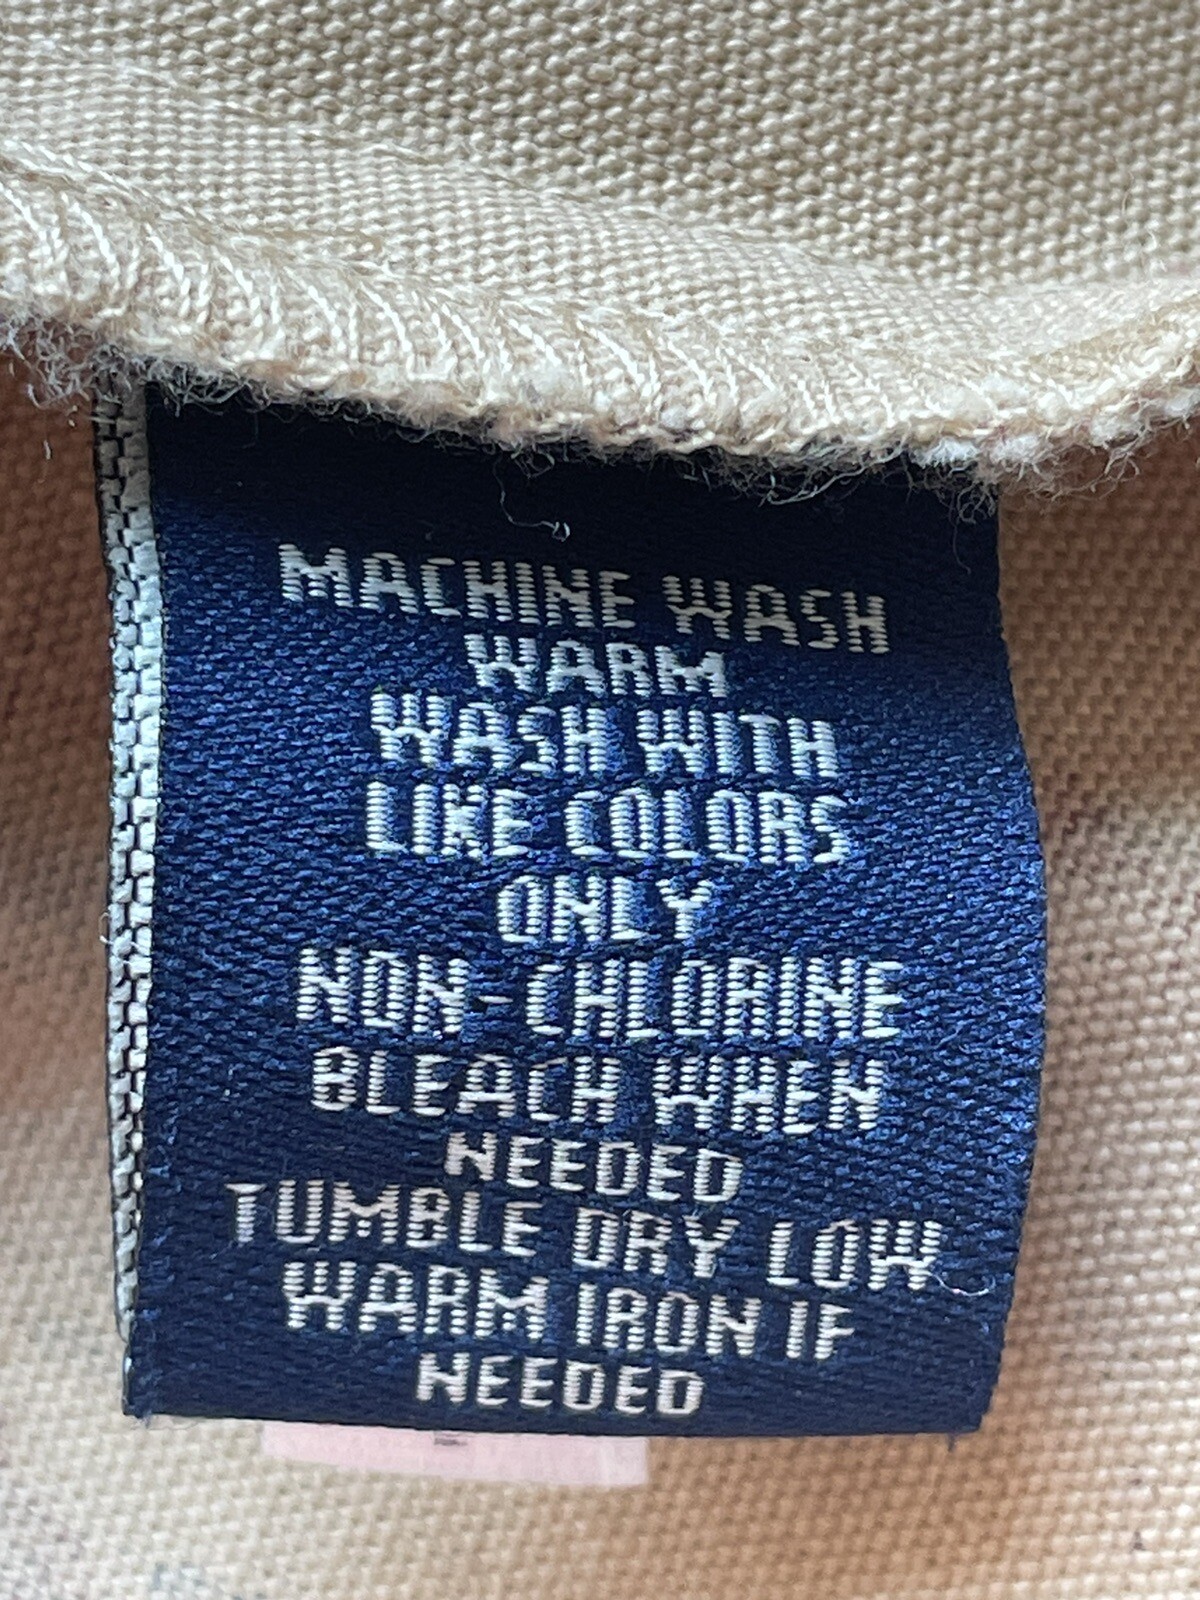 MACHINE WASH
WARM
WASH WITH
LIKE COLORS
ONLY
NON-CHLORINE
BLEACH WHEN
NEEDED
TUMBLE DRY LOW
WARM IRON IF
NEEDED